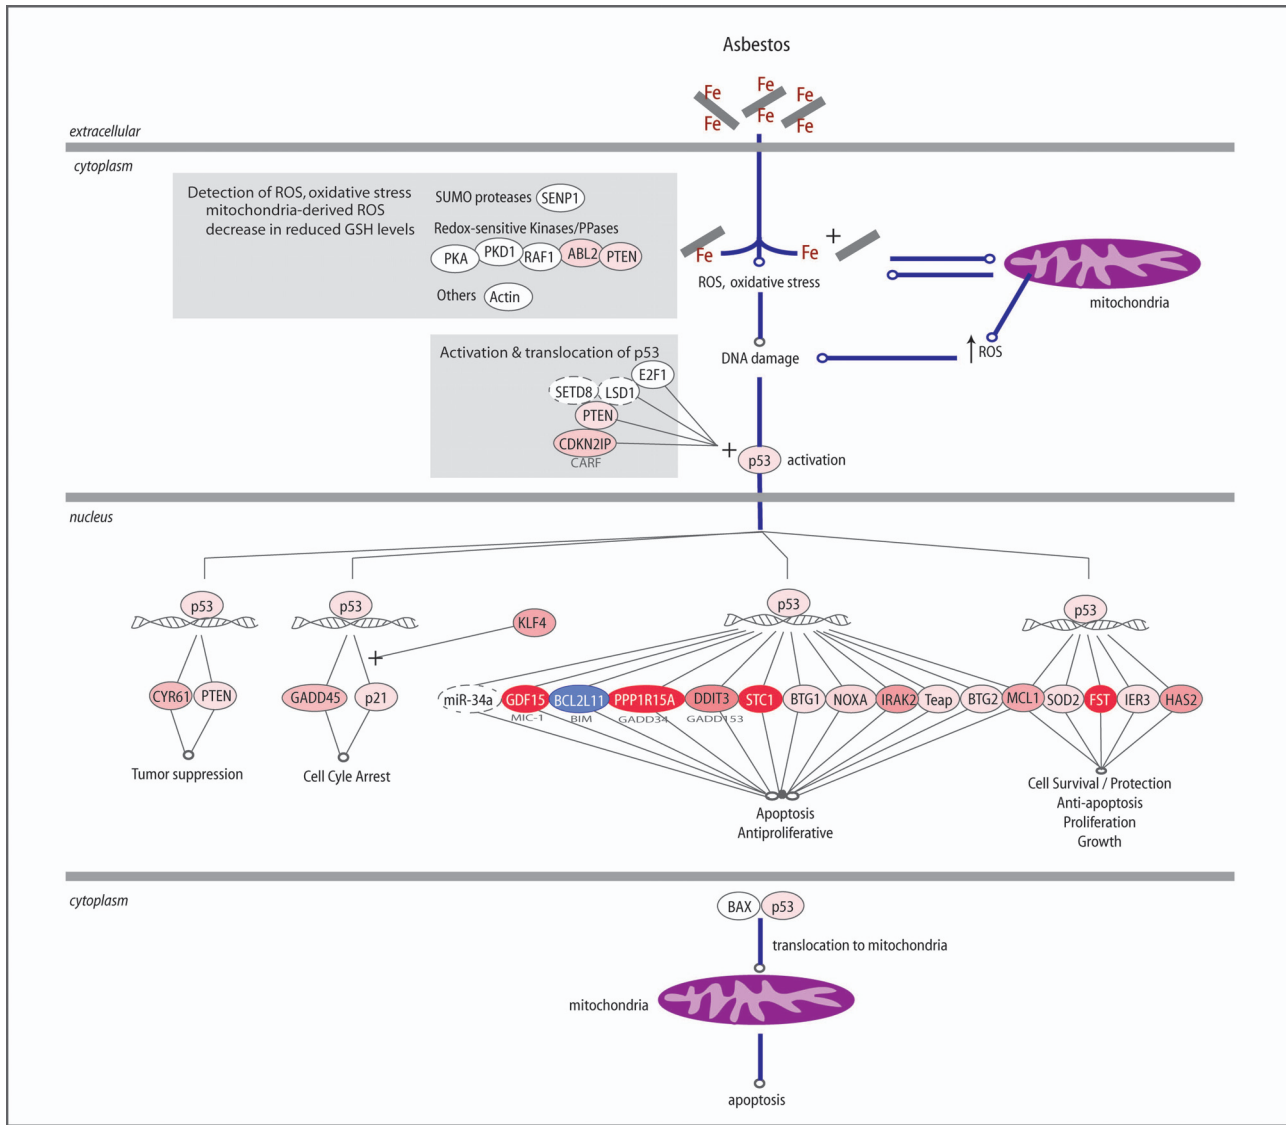 Asbestos
Fe Fe Fe
Fe Fe Fe
extracellular
cytoplasm
Detection of ROS, oxidative stress
mitochondria-derived ROS
decrease in reduced GSH levels
SUMO proteases SENP1
Redox-sensitive Kinases/PPases
PKA PKD1 RAF1 ABL2 PTEN
Others Actin
Fe Fe +
ROS, oxidative stress
mitochondria
ROS
DNA damage
Activation & translocation of p53
E2F1
SETD8 LSD1
PTEN
CDKN2IP
CARF
+ p53 activation
nucleus
p53 p53 p53 p53
KLF4
+
CYR61 PTEN GADD45 p21 miR-34a GDF15 BCL2L11 PPP1R15A DDIT3 STC1 BTG1 NOXA IRAK2 Teap BTG2 MCL1 SOD2 FST IER3 HAS2
MIC-1 BIM GADD34 GADD153
Tumor suppression
Cell Cyle Arrest
Apoptosis
Antiproliferative
Cell Survival / Protection
Anti-apoptosis
Proliferation
Growth
cytoplasm
BAX p53
translocation to mitochondria
mitochondria
apoptosis